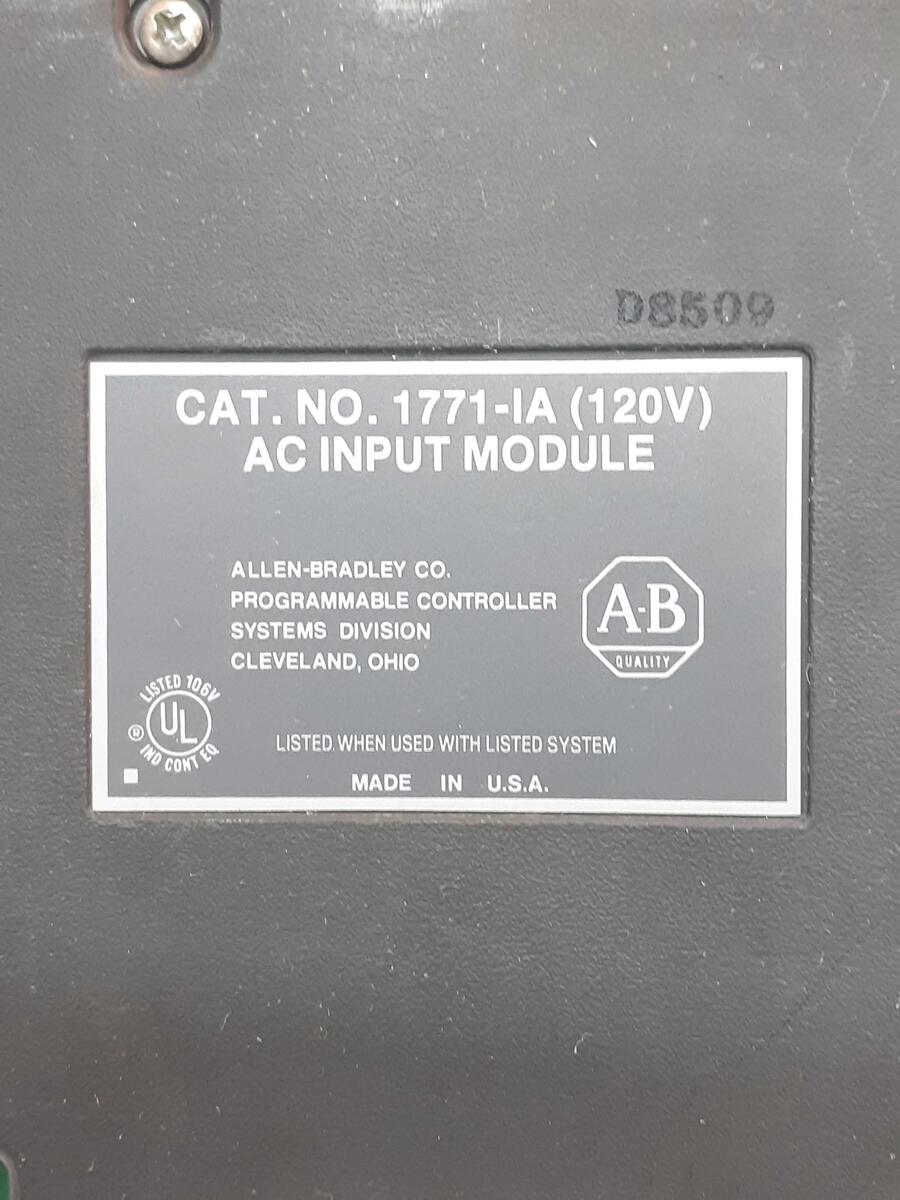 D8509
CAT. NO. 1771-IA (120V)
AC INPUT MODULE
ALLEN-BRADLEY CO.
PROGRAMMABLE CONTROLLER
SYSTEMS DIVISION
CLEVELAND, OHIO
A-B
QUALITY
LISTED 106V
UL
®
IND CONT EQ
LISTED WHEN USED WITH LISTED SYSTEM
MADE IN U.S.A.